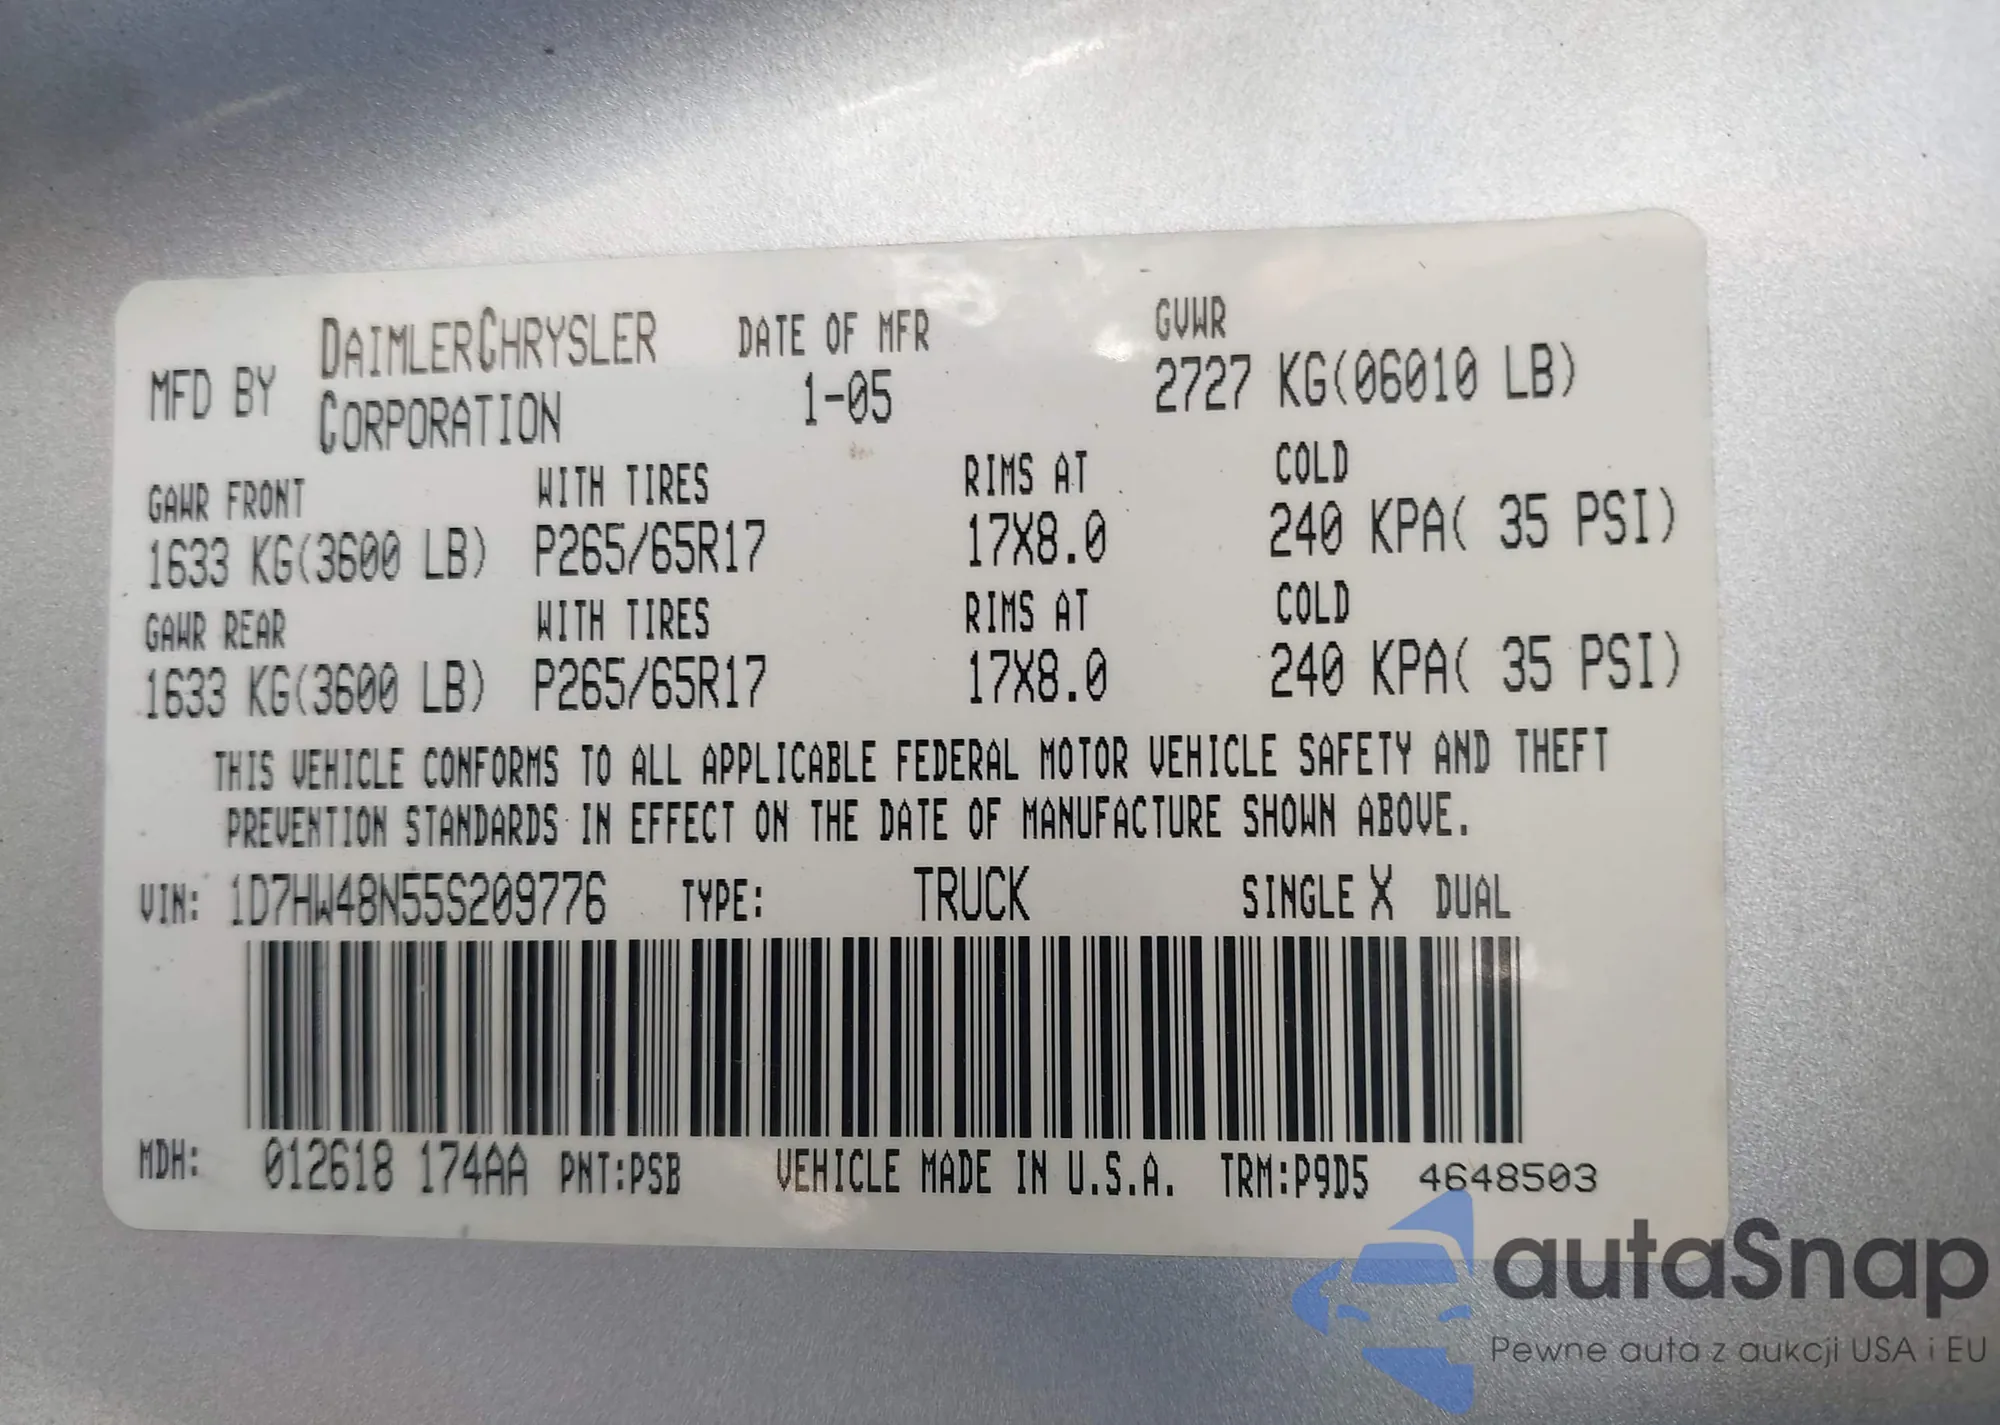 MFD BY DAIMLERCHRYSLER CORPORATION DATE OF MFR 1-05 GVWR 2727 KG(06010 LB)
GAWR FRONT WITH TIRES RIMS AT COLD
1633 KG(3600 LB) P265/65R17 17X8.0 240 KPA( 35 PSI)
GAWR REAR WITH TIRES RIMS AT COLD
1633 KG(3600 LB) P265/65R17 17X8.0 240 KPA( 35 PSI)
THIS VEHICLE CONFORMS TO ALL APPLICABLE FEDERAL MOTOR VEHICLE SAFETY AND THEFT
PREVENTION STANDARDS IN EFFECT ON THE DATE OF MANUFACTURE SHOWN ABOVE.
VIN: 1D7HW48N55S209776 TYPE: TRUCK SINGLE X DUAL
MDH: 012618 174AA PNT:PSB VEHICLE MADE IN U.S.A. TRM:P9D5 4648503
autaSnap
Pewne auta z aukcji USA i EU